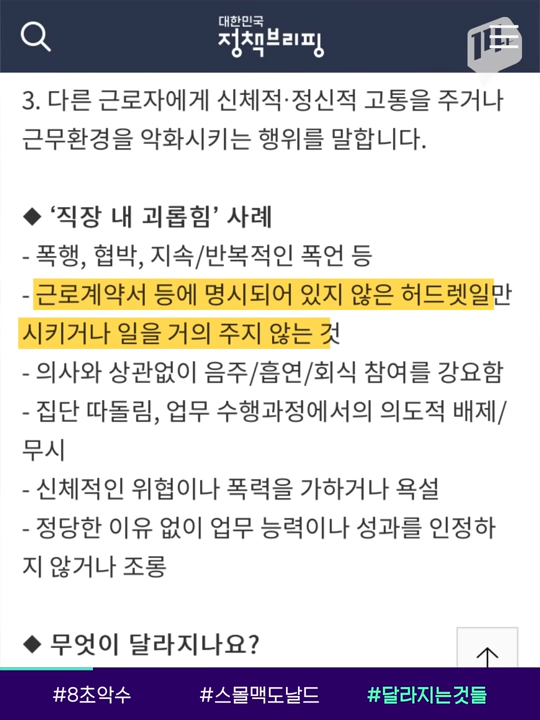 대한민국
정책브리핑
3. 다른 근로자에게 신체적·정신적 고통을 주거나
근무환경을 악화시키는 행위를 말합니다.
◆ ‘직장 내 괴롭힘’ 사례
- 폭행, 협박, 지속/반복적인 폭언 등
- 근로계약서 등에 명시되어 있지 않은 허드렛일만
시키거나 일을 거의 주지 않는 것
- 의사와 상관없이 음주/흡연/회식 참여를 강요함
- 집단 따돌림, 업무 수행과정에서의 의도적 배제/
무시
- 신체적인 위협이나 폭력을 가하거나 욕설
- 정당한 이유 없이 업무 능력이나 성과를 인정하
지 않거나 조롱
◆ 무엇이 달라지나요?
#8초악수 #스몰맥도날드 #달라지는것들